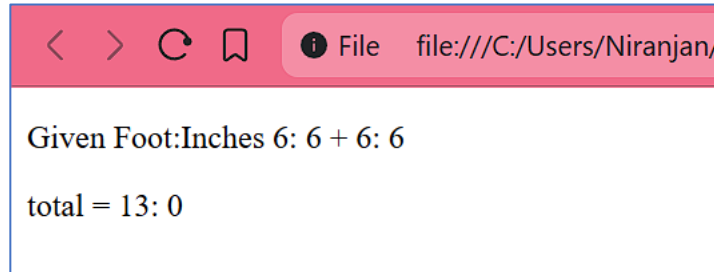 File file:///C:/Users/Niranjan/
Given Foot:Inches 6: 6 + 6: 6
total = 13: 0